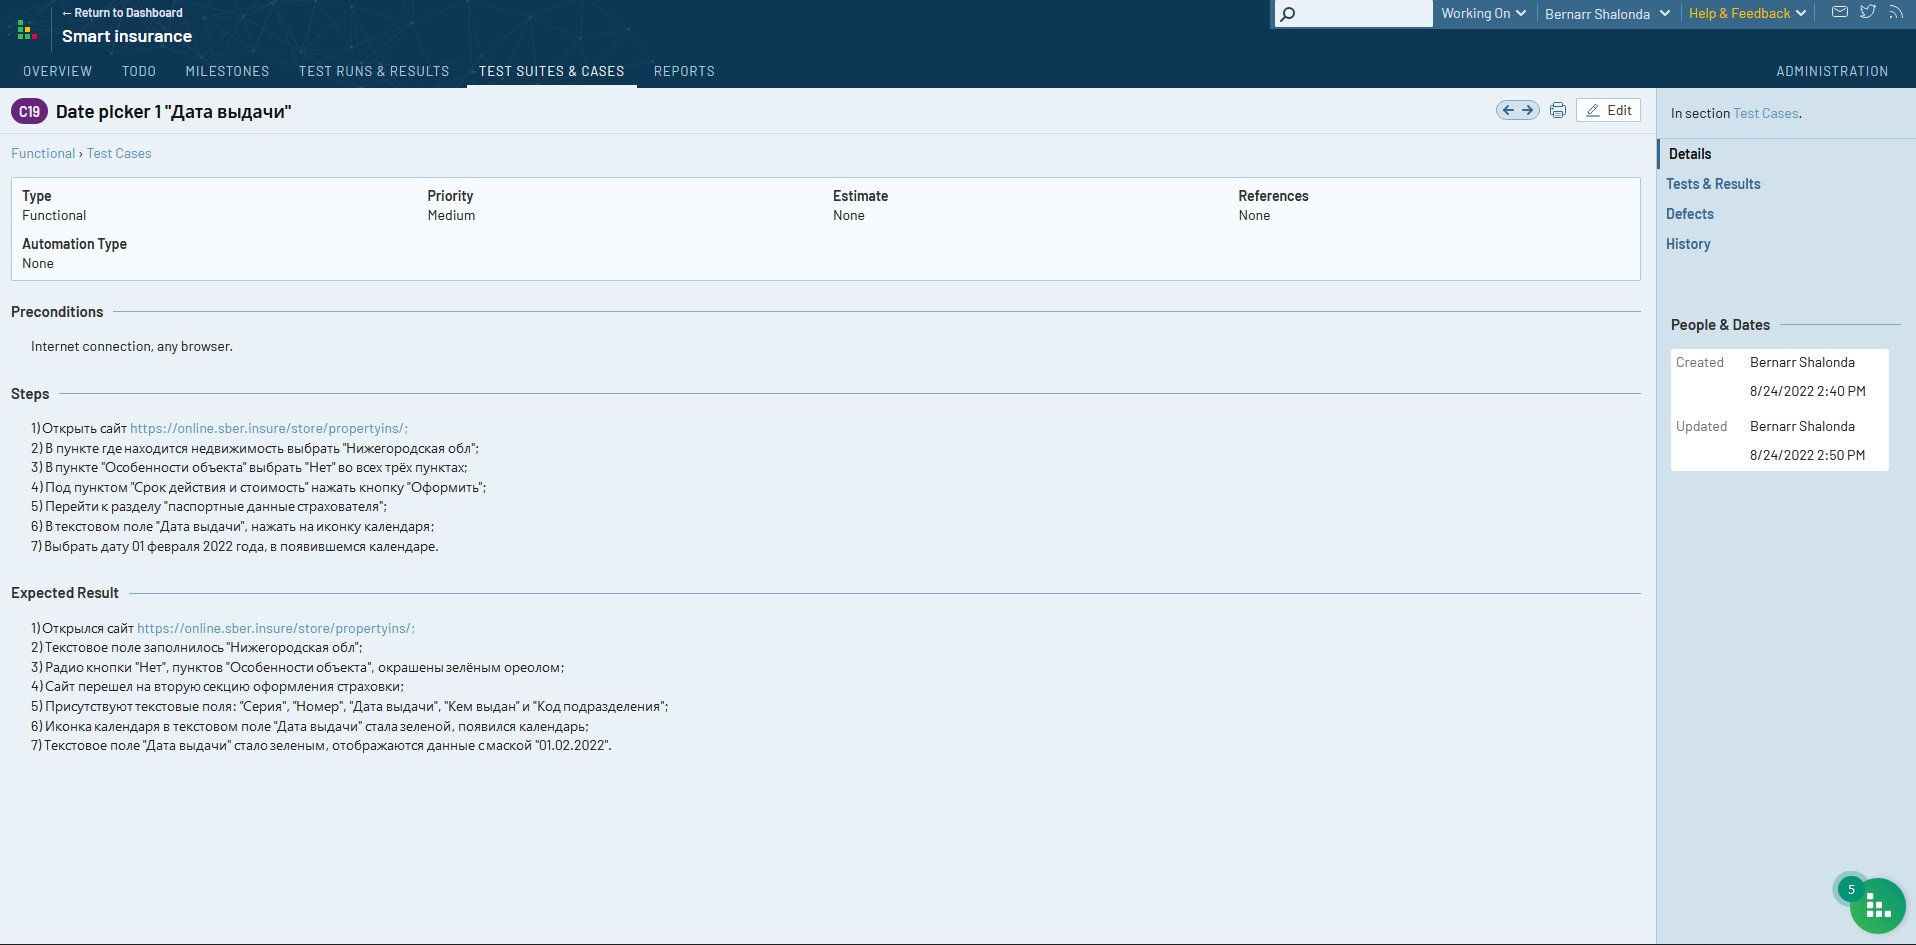 ← Return to Dashboard
Smart insurance
Working On
Bernarr Shalonda
Help & Feedback
OVERVIEW
TODO
MILESTONES
TEST RUNS & RESULTS
TEST SUITES & CASES
REPORTS
ADMINISTRATION
C19
Date picker 1 "Дата выдачи"
Edit
In section Test Cases.
Functional › Test Cases
Details
Tests & Results
Defects
History
Type
Functional
Priority
Medium
Estimate
None
References
None
Automation Type
None
Preconditions
Internet connection, any browser.
Steps
1) Открыть сайт https://online.sber.insure/store/propertyins/;
2) В пункте где находится недвижимость выбрать "Нижегородская обл";
3) В пункте "Особенности объекта" выбрать "Нет" во всех трёх пунктах;
4) Под пунктом "Срок действия и стоимость" нажать кнопку "Оформить";
5) Перейти к разделу "паспортные данные страхователя";
6) В текстовом поле "Дата выдачи", нажать на иконку календаря;
7) Выбрать дату 01 февраля 2022 года, в появившемся календаре.
Expected Result
1) Открылся сайт https://online.sber.insure/store/propertyins/;
2) Текстовое поле заполнилось "Нижегородская обл";
3) Радио кнопки "Нет", пунктов "Особенности объекта", окрашены зелёным ореолом;
4) Сайт перешел на вторую секцию оформления страховки;
5) Присутствуют текстовые поля: "Серия", "Номер", "Дата выдачи", "Кем выдан" и "Код подразделения";
6) Иконка календаря в текстовом поле "Дата выдачи" стала зеленой, появился календарь;
7) Текстовое поле "Дата выдачи" стало зеленым, отображаются данные с маской "01.02.2022".
People & Dates
Created
Bernarr Shalonda
8/24/2022 2:40 PM
Updated
Bernarr Shalonda
8/24/2022 2:50 PM
5